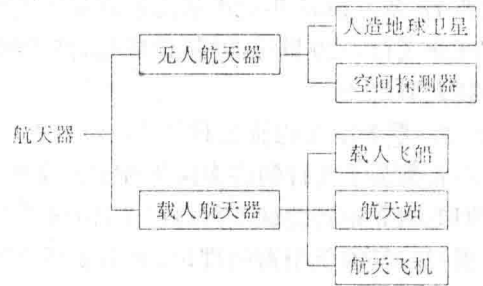 人造地球卫星
无人航天器
空间探测器
航天器
载人飞船
载人航天器
航天站
航天飞机